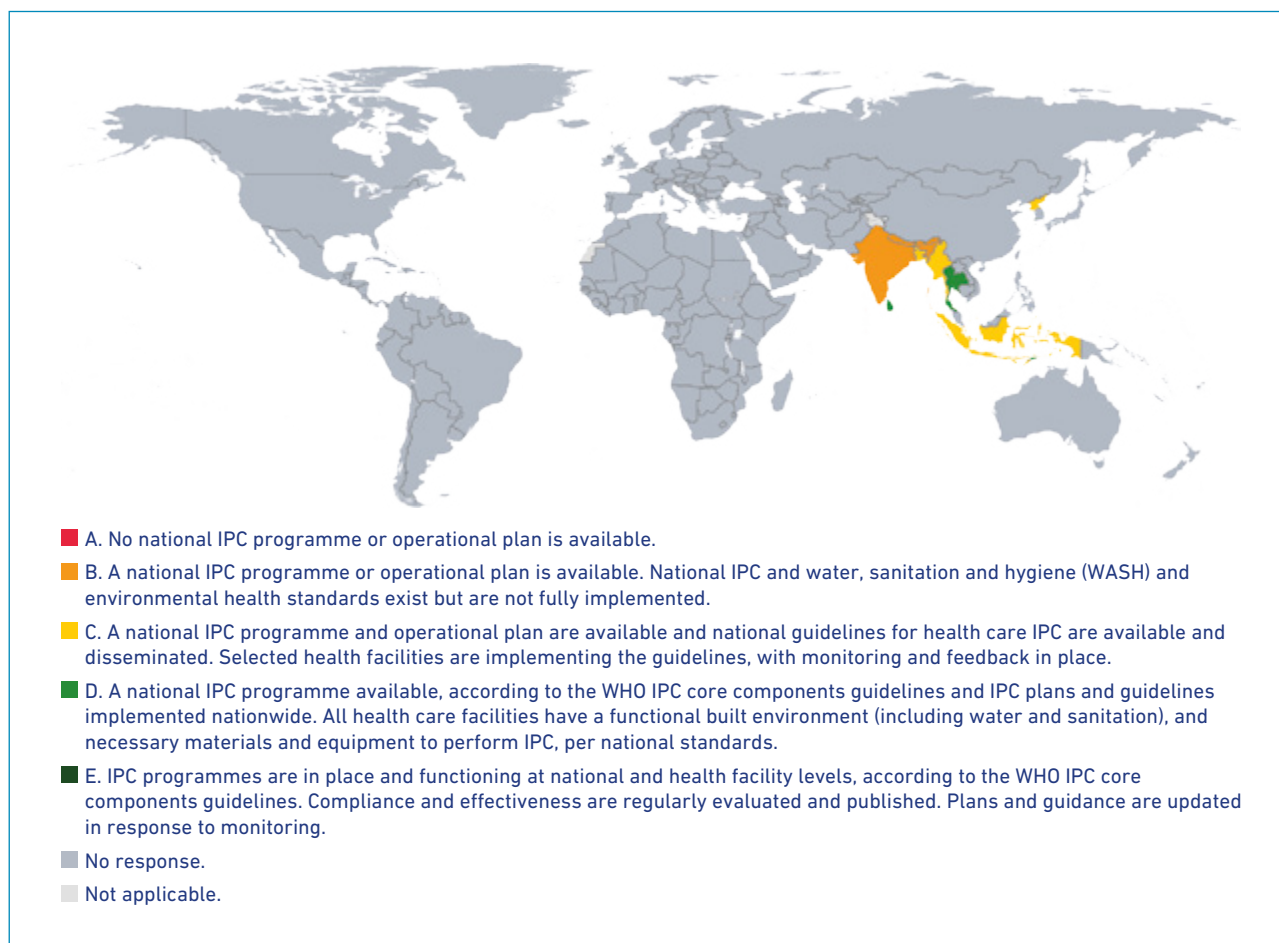 A. No national IPC programme or operational plan is available.
B. A national IPC programme or operational plan is available. National IPC and water, sanitation and hygiene (WASH) and
environmental health standards exist but are not fully implemented.
C. A national IPC programme and operational plan are available and national guidelines for health care IPC are available and
disseminated. Selected health facilities are implementing the guidelines, with monitoring and feedback in place.
D. A national IPC programme available, according to the WHO IPC core components guidelines and IPC plans and guidelines
implemented nationwide. All health care facilities have a functional built environment (including water and sanitation), and
necessary materials and equipment to perform IPC, per national standards.
E. IPC programmes are in place and functioning at national and health facility levels, according to the WHO IPC core
components guidelines. Compliance and effectiveness are regularly evaluated and published. Plans and guidance are updated
in response to monitoring.
No response.
Not applicable.